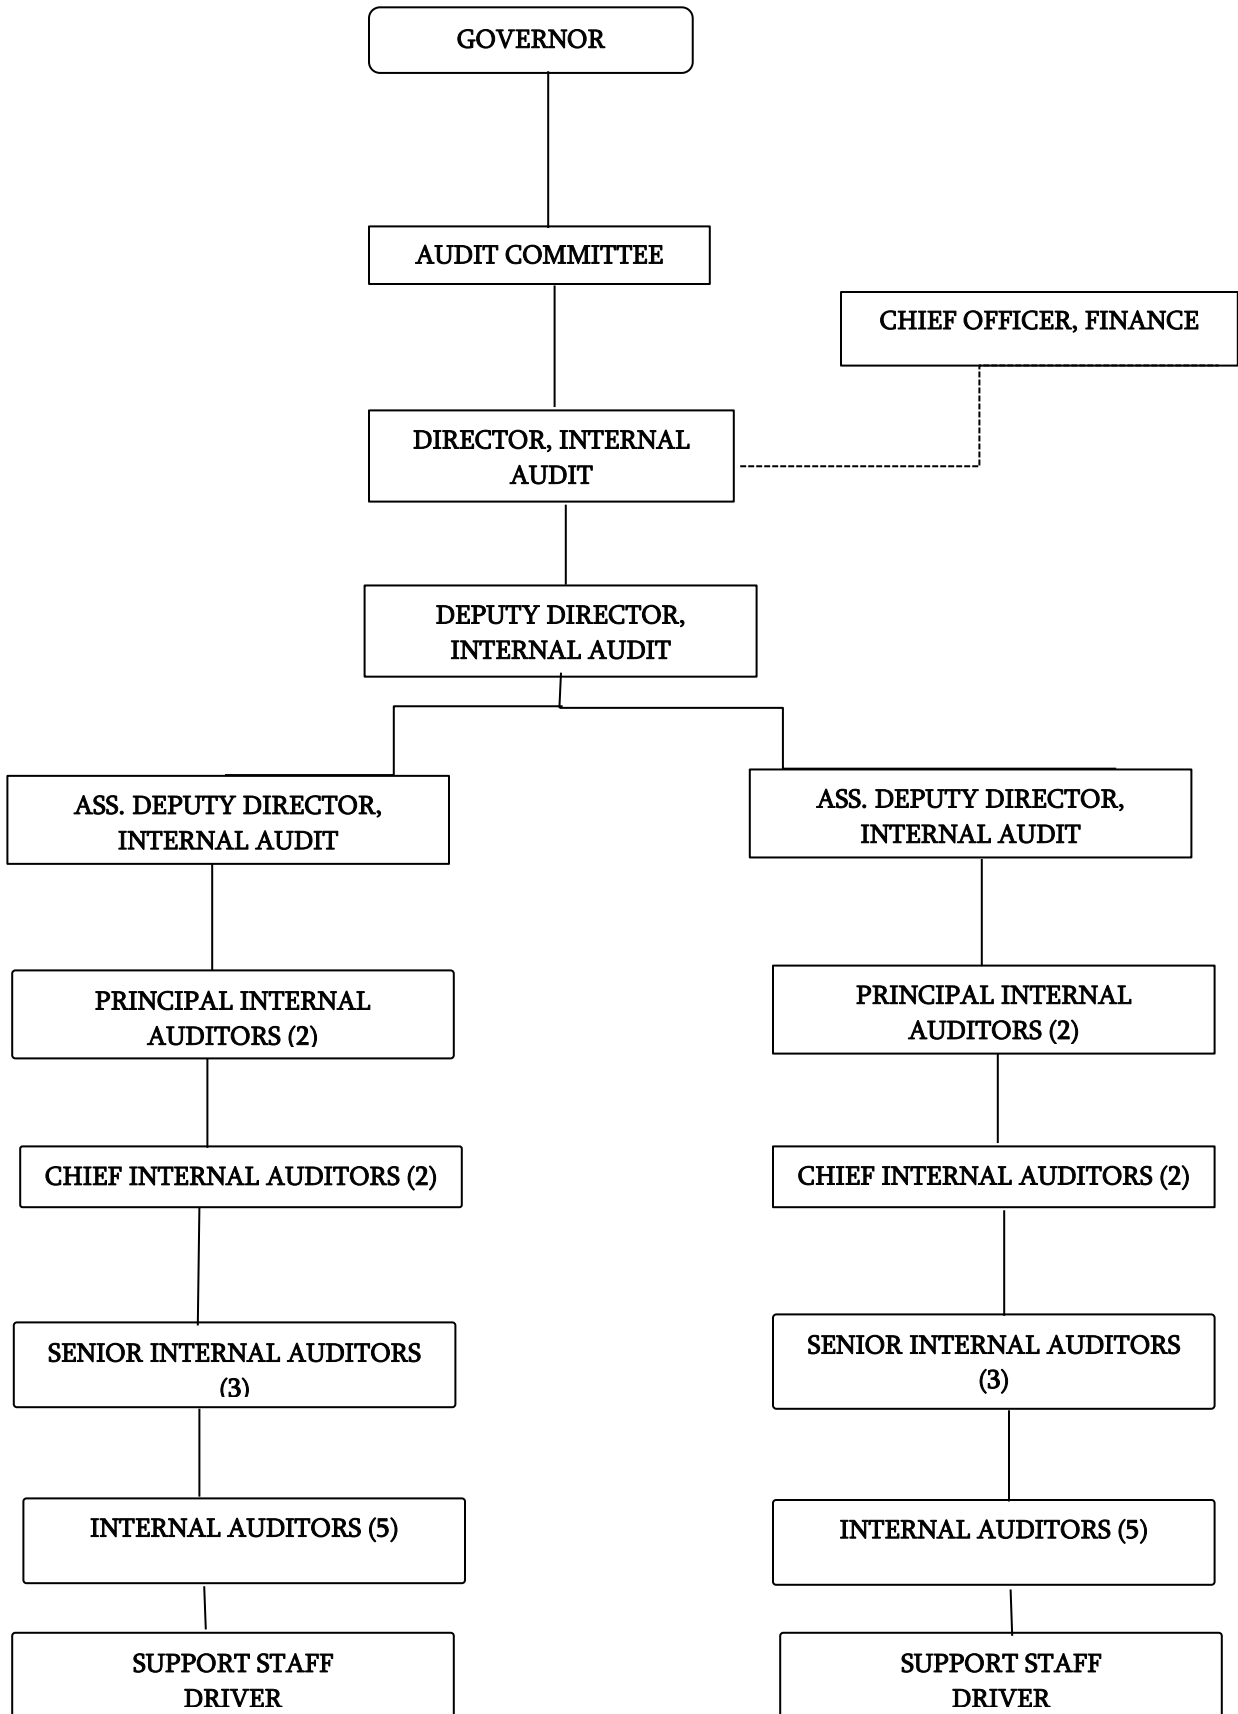 GOVERNOR
AUDIT COMMITTEE
CHIEF OFFICER, FINANCE
DIRECTOR, INTERNAL
AUDIT
DEPUTY DIRECTOR,
INTERNAL AUDIT
ASS. DEPUTY DIRECTOR,
INTERNAL AUDIT
ASS. DEPUTY DIRECTOR,
INTERNAL AUDIT
PRINCIPAL INTERNAL
AUDITORS (2)
PRINCIPAL INTERNAL
AUDITORS (2)
CHIEF INTERNAL AUDITORS (2)
CHIEF INTERNAL AUDITORS (2)
SENIOR INTERNAL AUDITORS
(3)
SENIOR INTERNAL AUDITORS
(3)
INTERNAL AUDITORS (5)
INTERNAL AUDITORS (5)
SUPPORT STAFF
DRIVER
SUPPORT STAFF
DRIVER